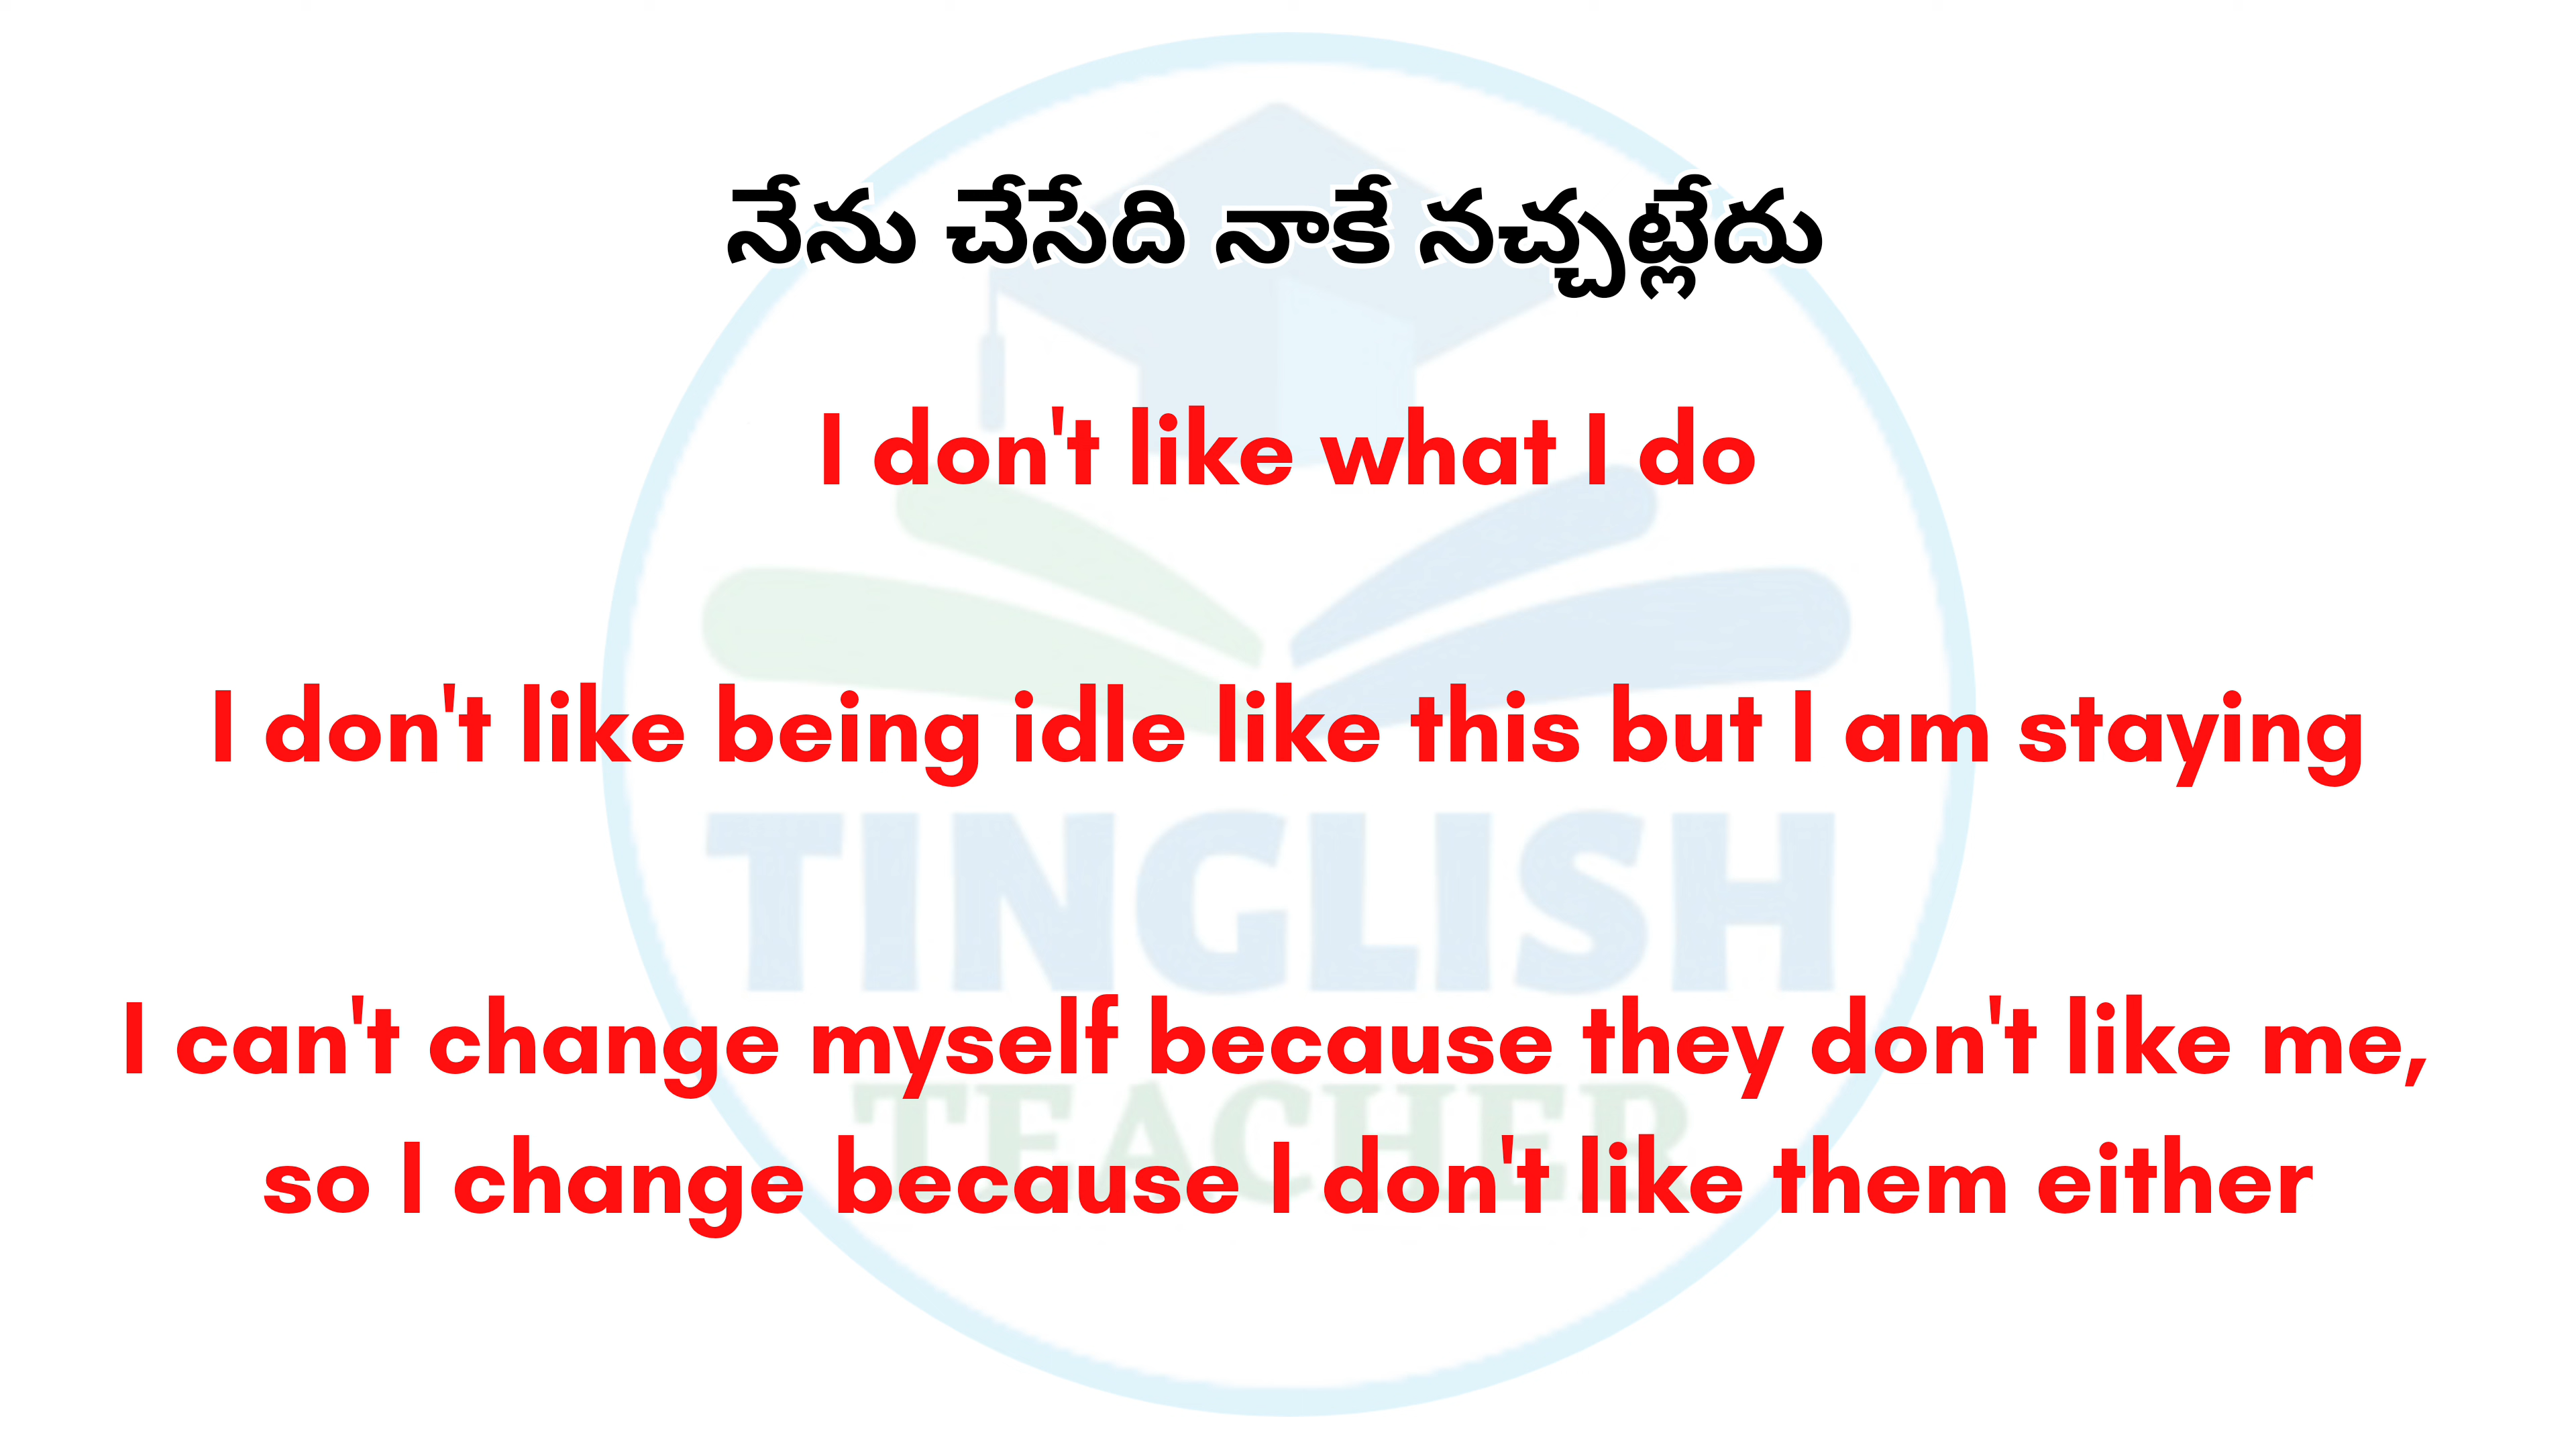 నేను చేసేది నాకే నచ్చట్లేదు
I don't like what I do
I don't like being idle like this but I am staying
TINGLISH
I can't change myself because they don't like me,
TEACHER
so I change because I don't like them either